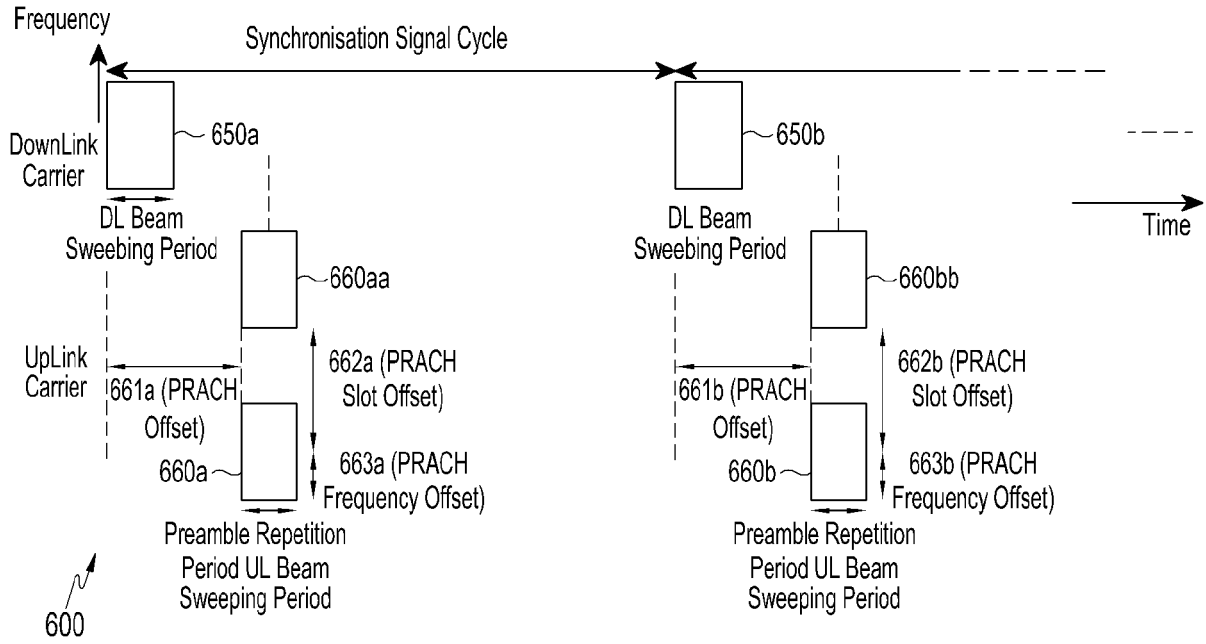 Frequency
Synchronisation Signal Cycle
650a
650b
DownLink
Carrier
DL Beam
Sweebing Period
DL Beam
Sweebing Period
Time
660aa
660bb
UpLink
Carrier
661a (PRACH
Offset)
662a (PRACH
Slot Offset)
661b (PRACH
Offset)
662b (PRACH
Slot Offset)
660a
663a (PRACH
Frequency Offset)
660b
663b (PRACH
Frequency Offset)
Preamble Repetition
Period UL Beam
Sweeping Period
Preamble Repetition
Period UL Beam
Sweeping Period
600